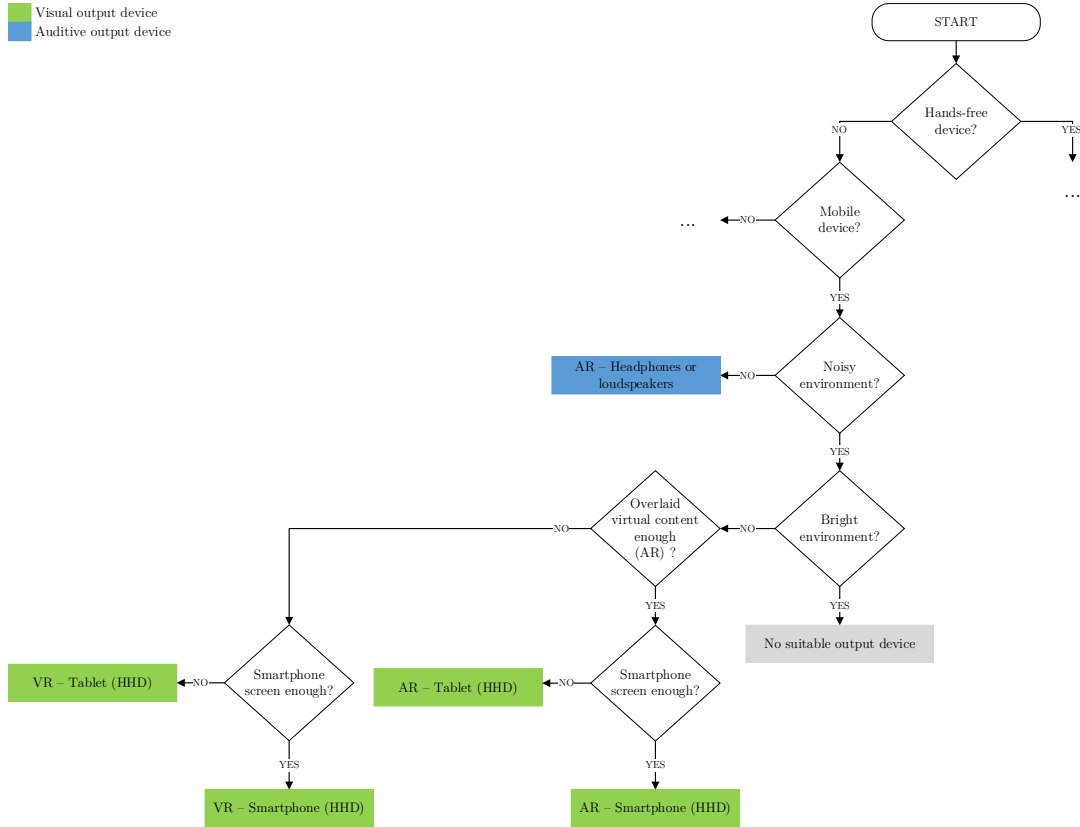 Visual output device
Auditive output device
START
Hands-free
device?
NO
YES
...
Mobile
device?
NO
...
YES
Noisy
environment?
NO
AR – Headphones or
loudspeakers
YES
Bright
environment?
NO
Overlaid
virtual content
enough
(AR) ?
NO
YES
YES
No suitable output device
Smartphone
screen enough?
NO
VR – Tablet (HHD)
Smartphone
screen enough?
NO
AR – Tablet (HHD)
YES
YES
VR – Smartphone (HHD)
AR – Smartphone (HHD)